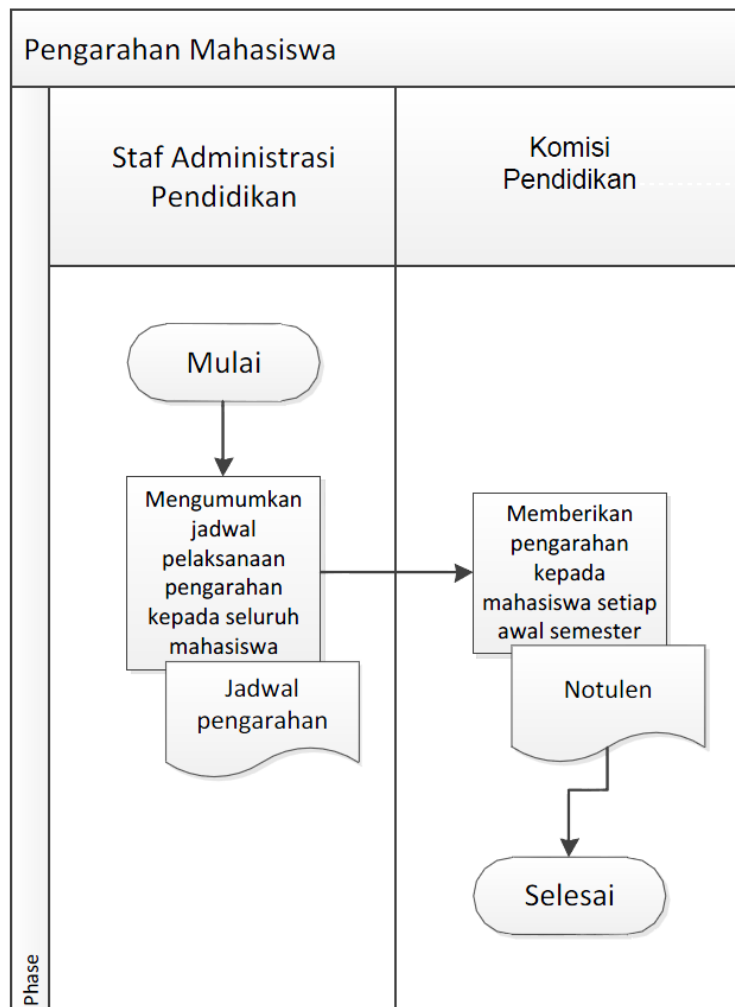 Pengarahan Mahasiswa
Staf Administrasi
Pendidikan
Komisi
Pendidikan
Mulai
Mengumumkan
jadwal
pelaksanaan
pengarahan
kepada seluruh
mahasiswa
Jadwal
pengarahan
Memberikan
pengarahan
kepada
mahasiswa setiap
awal semester
Notulen
Selesai
Phase